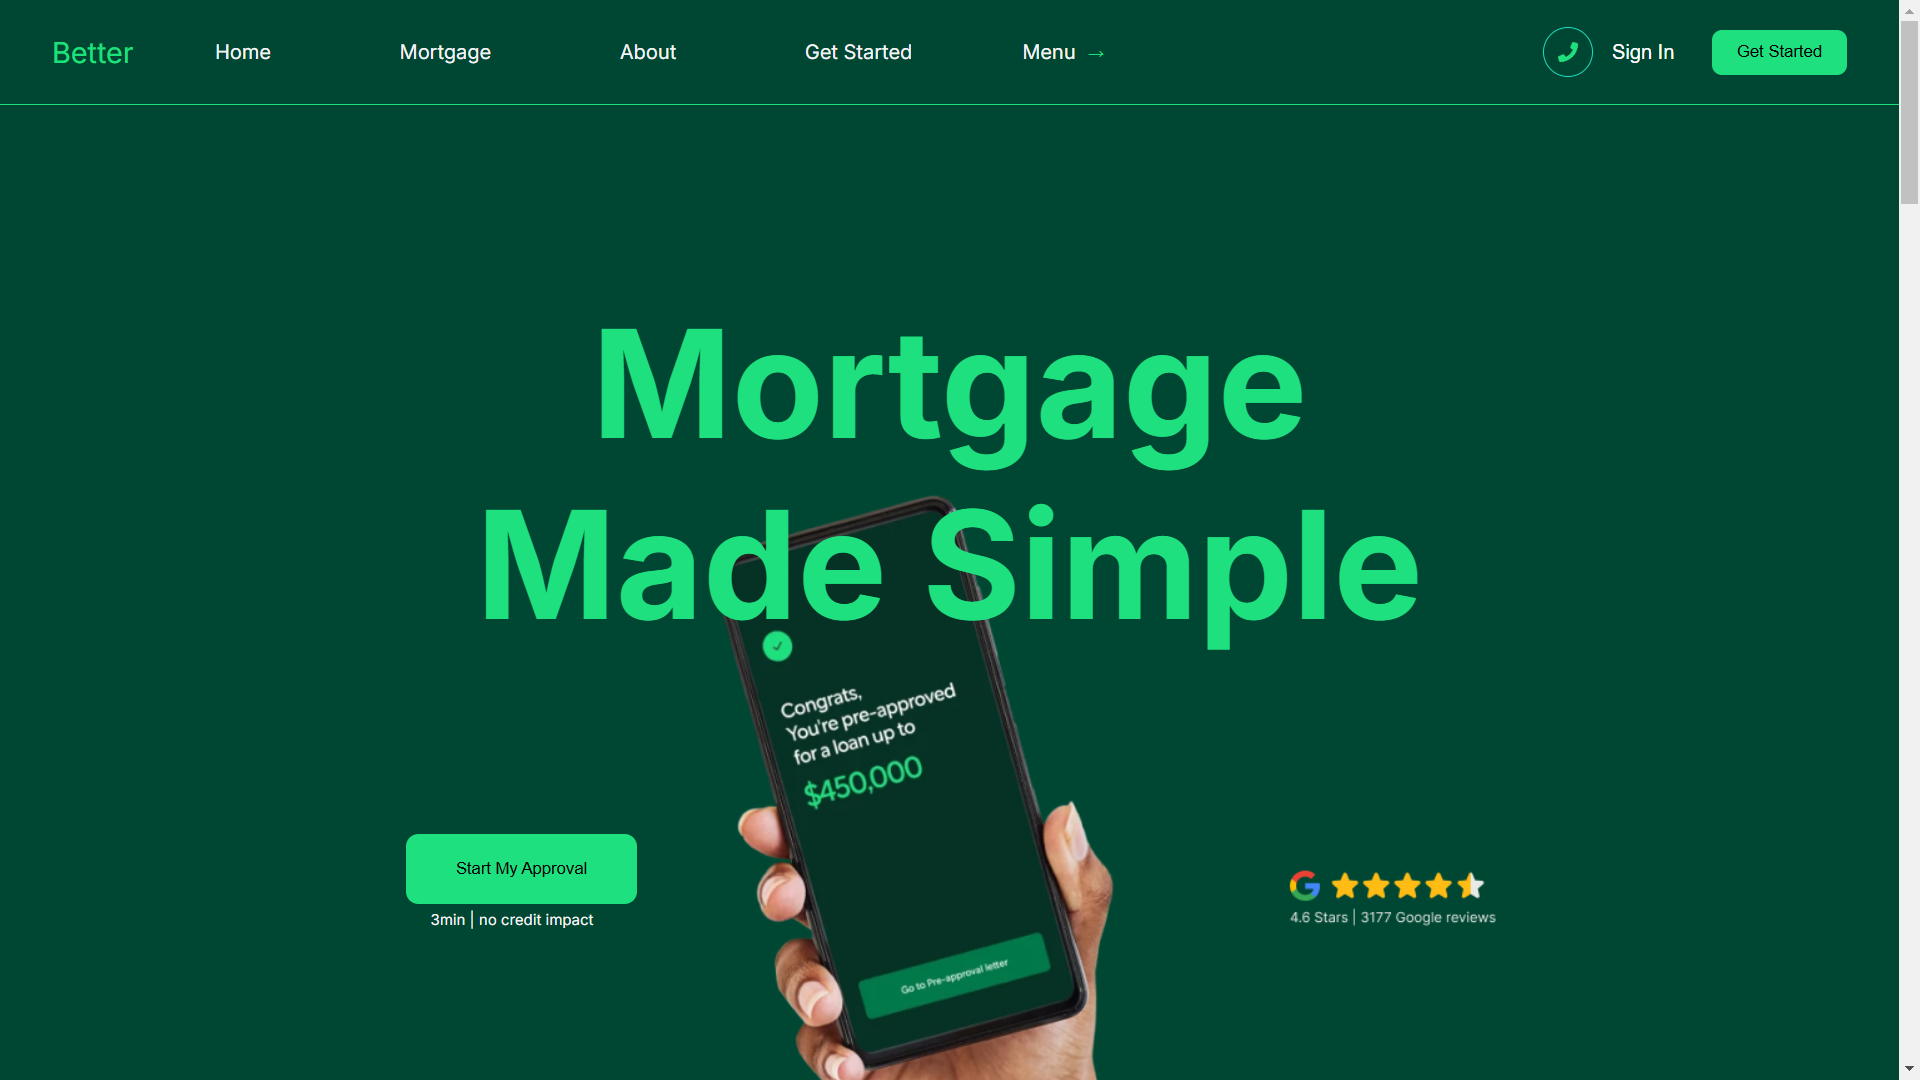 Better
Home
Mortgage
About
Get Started
Menu →
Sign In
Get Started
Mortgage
Made Simple
Congrats,
You're pre-approved
for a loan up to
$450,000
Go to Pre-approval letter
Start My Approval
3min | no credit impact
4.6 Stars | 3177 Google reviews